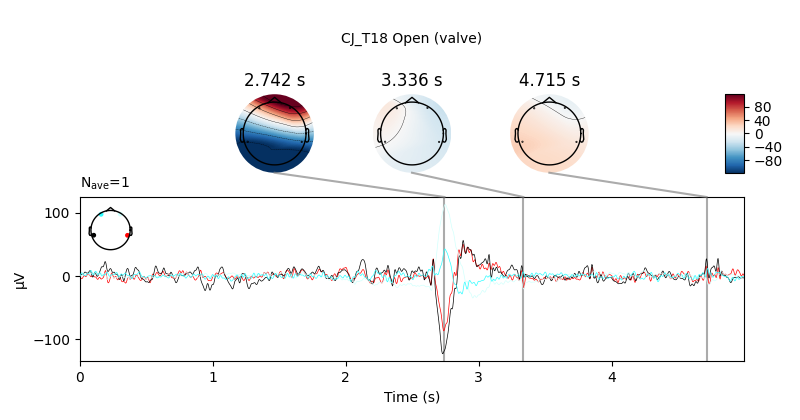 CJ_T18 Open (valve)
2.742 s 3.336 s 4.715 s
80
40
0
−40
−80
Nave=1
100
0
−100
µV
0 1 2 3 4
Time (s)